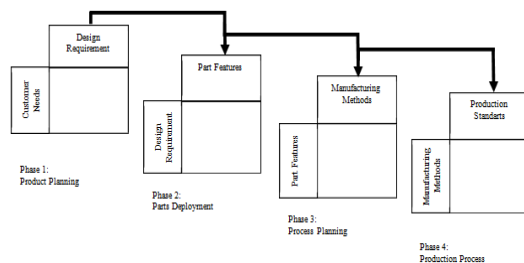 Design
Requirement
Customer
Needs
Phase 1:
Product Planning
Part Features
Design
Requirement
Phase 2:
Parts Deployment
Manufacturing
Methods
Part Features
Phase 3:
Process Planning
Production
Standarts
Manufacturing
Methods
Phase 4:
Production Process